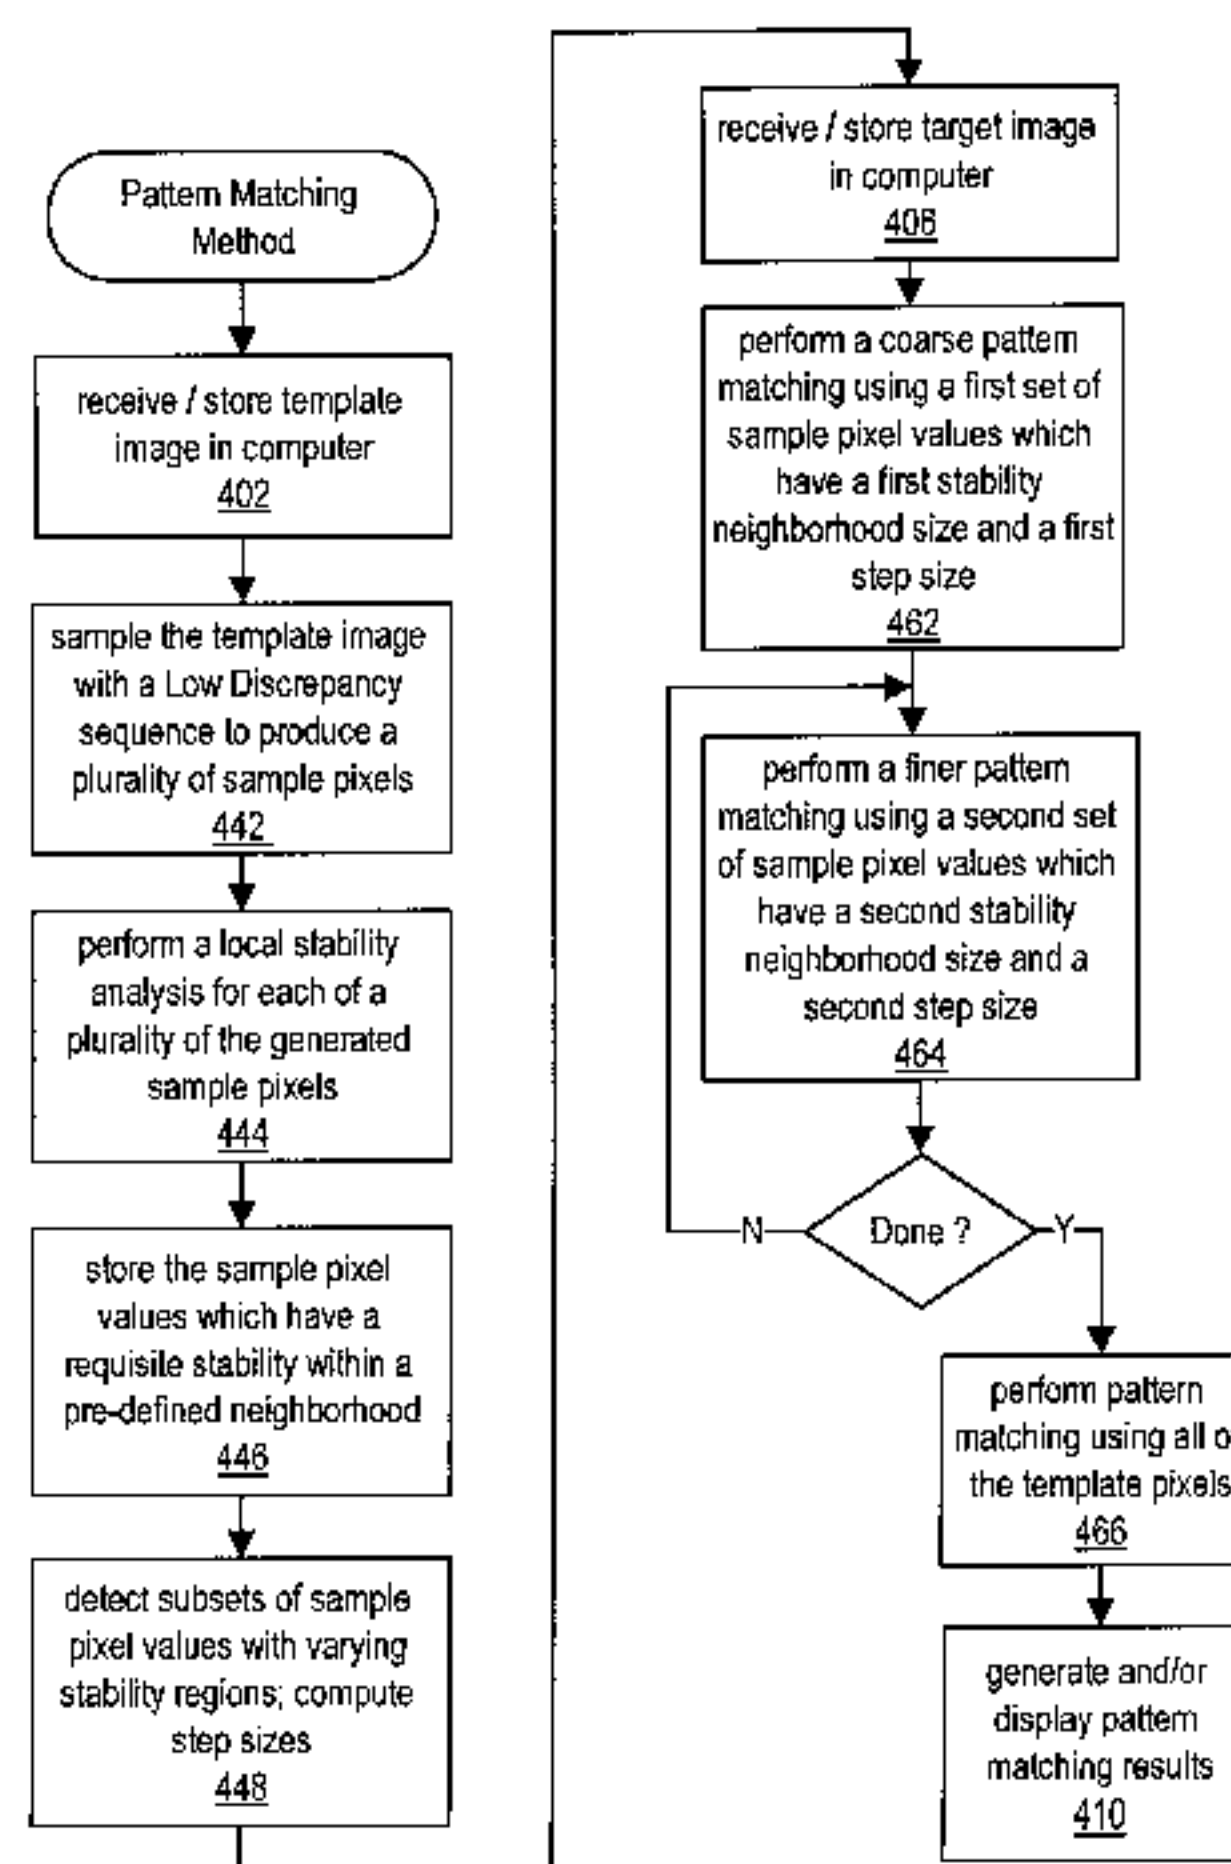 Pattern Matching
Method
receive / store template
image in computer
402
sample the template image
with a Low Discrepancy
sequence to produce a
plurality of sample pixels
442
perform a local stability
analysis for each of a
plurality of the generated
sample pixels
444
store the sample pixel
values which have a
requisite stability within a
pre-defined neighborhood
446
detect subsets of sample
pixel values with varying
stability regions; compute
step sizes
448
receive / store target image
in computer
406
perform a coarse pattern
matching using a first set of
sample pixel values which
have a first stability
neighborhood size and a first
step size
462
perform a finer pattern
matching using a second set
of sample pixel values which
have a second stability
neighborhood size and a
second step size
464
N
Done ?
Y
perform pattern
matching using all
the template pixels
466
generate and/or
display pattern
matching results
410